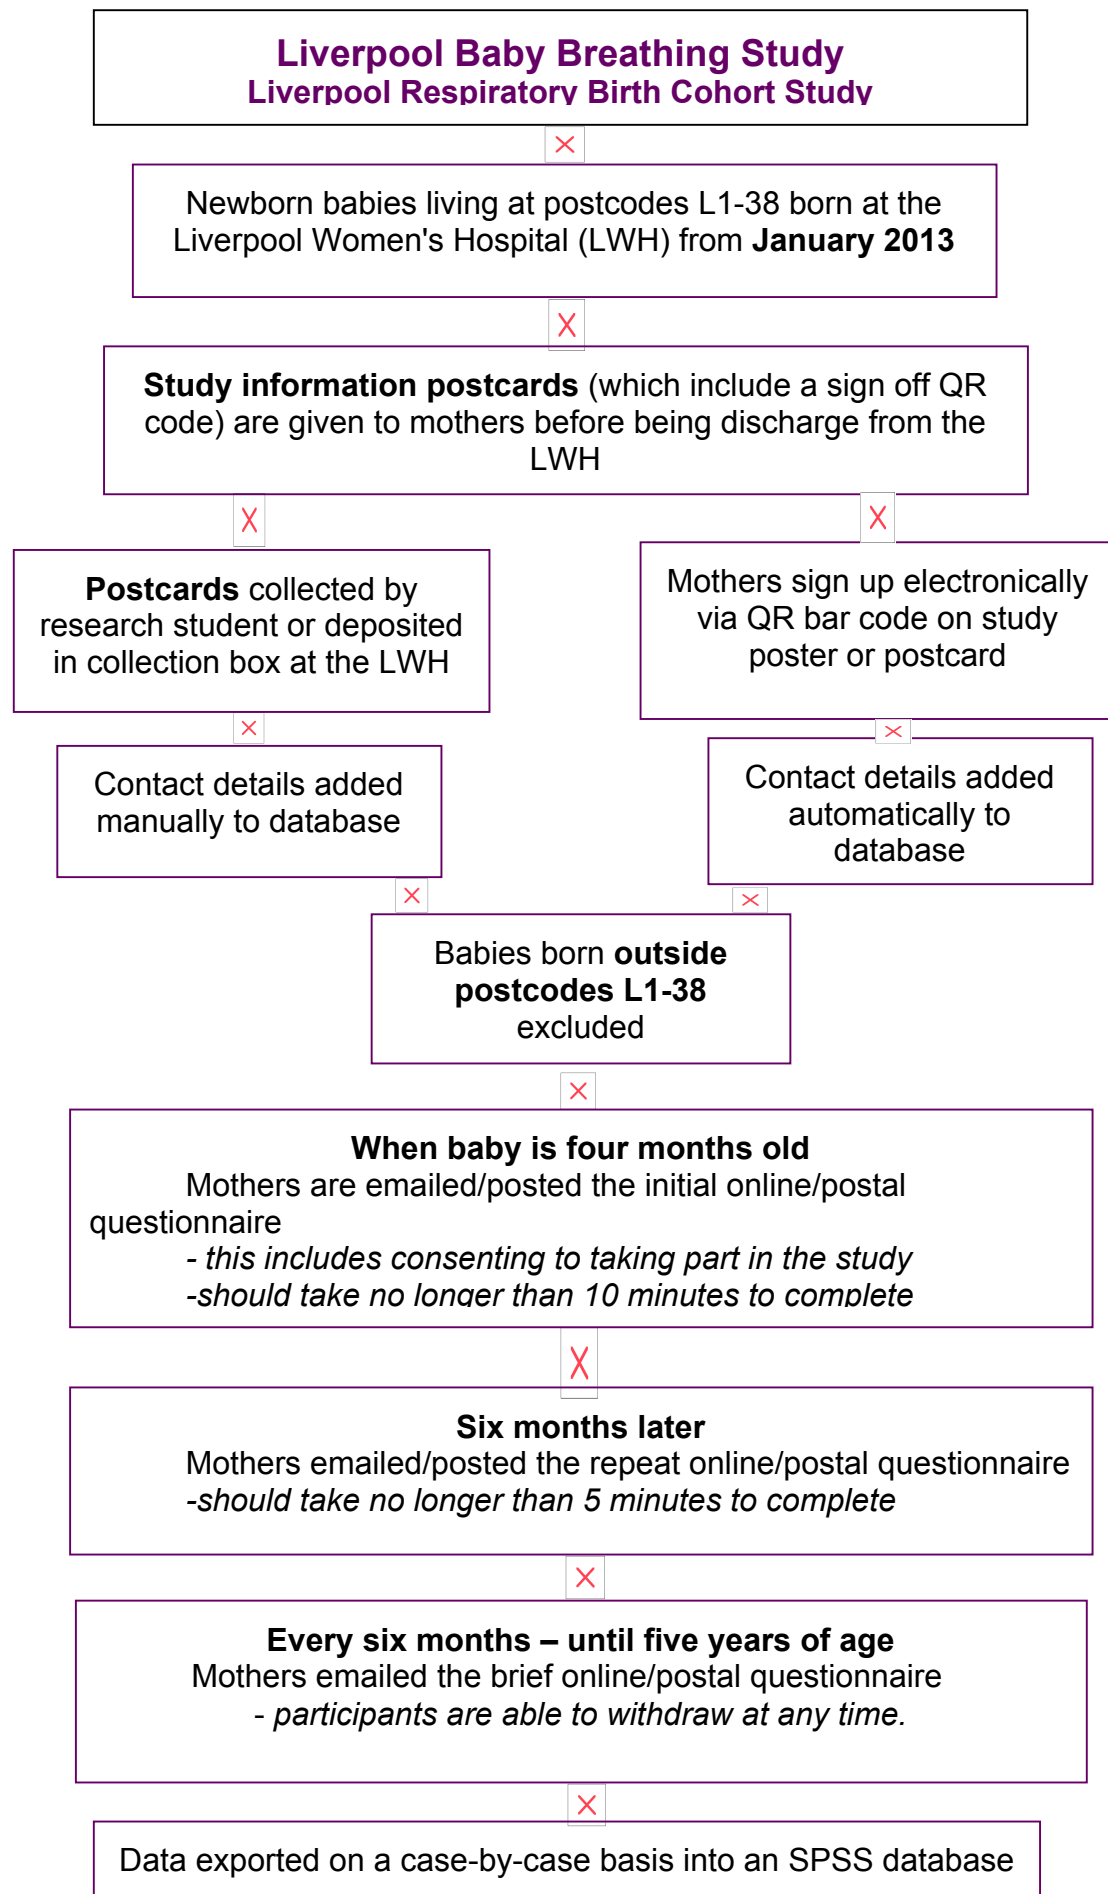 Liverpool Baby Breathing Study
Liverpool Respiratory Birth Cohort Study
Newborn babies living at postcodes L1-38 born at the
Liverpool Women's Hospital (LWH) from January 2013
Study information postcards (which include a sign off QR
code) are given to mothers before being discharge from the
LWH
Postcards collected by
research student or deposited
in collection box at the LWH
Mothers sign up electronically
via QR bar code on study
poster or postcard
Contact details added
manually to database
Contact details added
automatically to
database
Babies born outside
postcodes L1-38
excluded
When baby is four months old
Mothers are emailed/posted the initial online/postal
questionnaire
- this includes consenting to taking part in the study
-should take no longer than 10 minutes to complete
Six months later
Mothers emailed/posted the repeat online/postal questionnaire
-should take no longer than 5 minutes to complete
Every six months – until five years of age
Mothers emailed the brief online/postal questionnaire
- participants are able to withdraw at any time.
Data exported on a case-by-case basis into an SPSS database